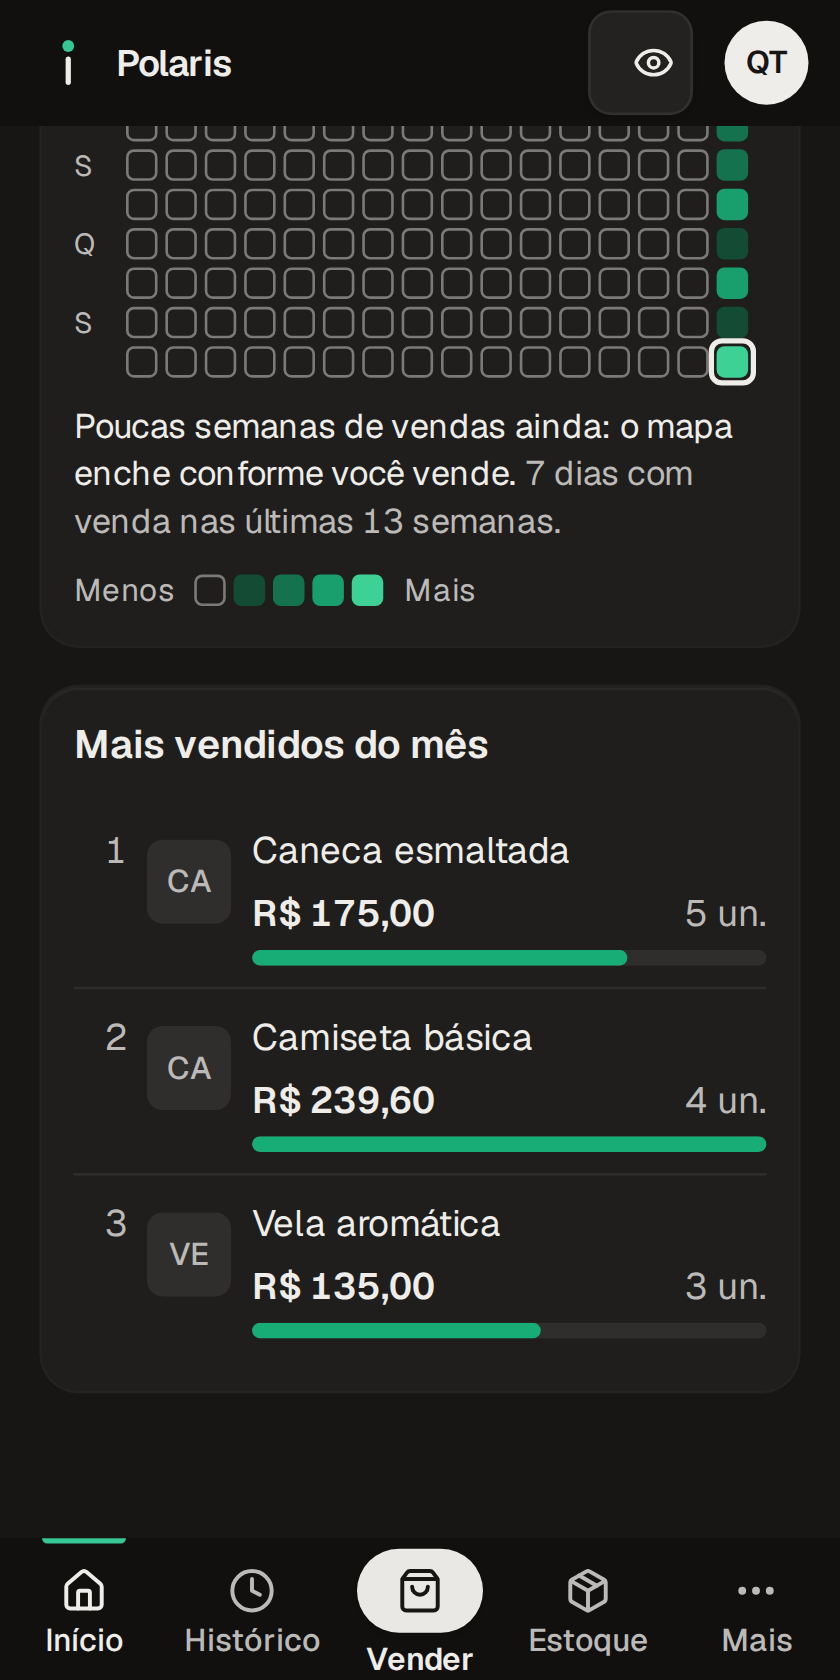 Polaris
QT
S
Q
S
Poucas semanas de vendas ainda: o mapa
enche conforme você vende. 7 dias com
venda nas últimas 13 semanas.
Menos Mais
Mais vendidos do mês
1 CA Caneca esmaltada
R$ 175,00 5 un.
2 CA Camiseta básica
R$ 239,60 4 un.
3 VE Vela aromática
R$ 135,00 3 un.
Início Histórico Vender Estoque Mais